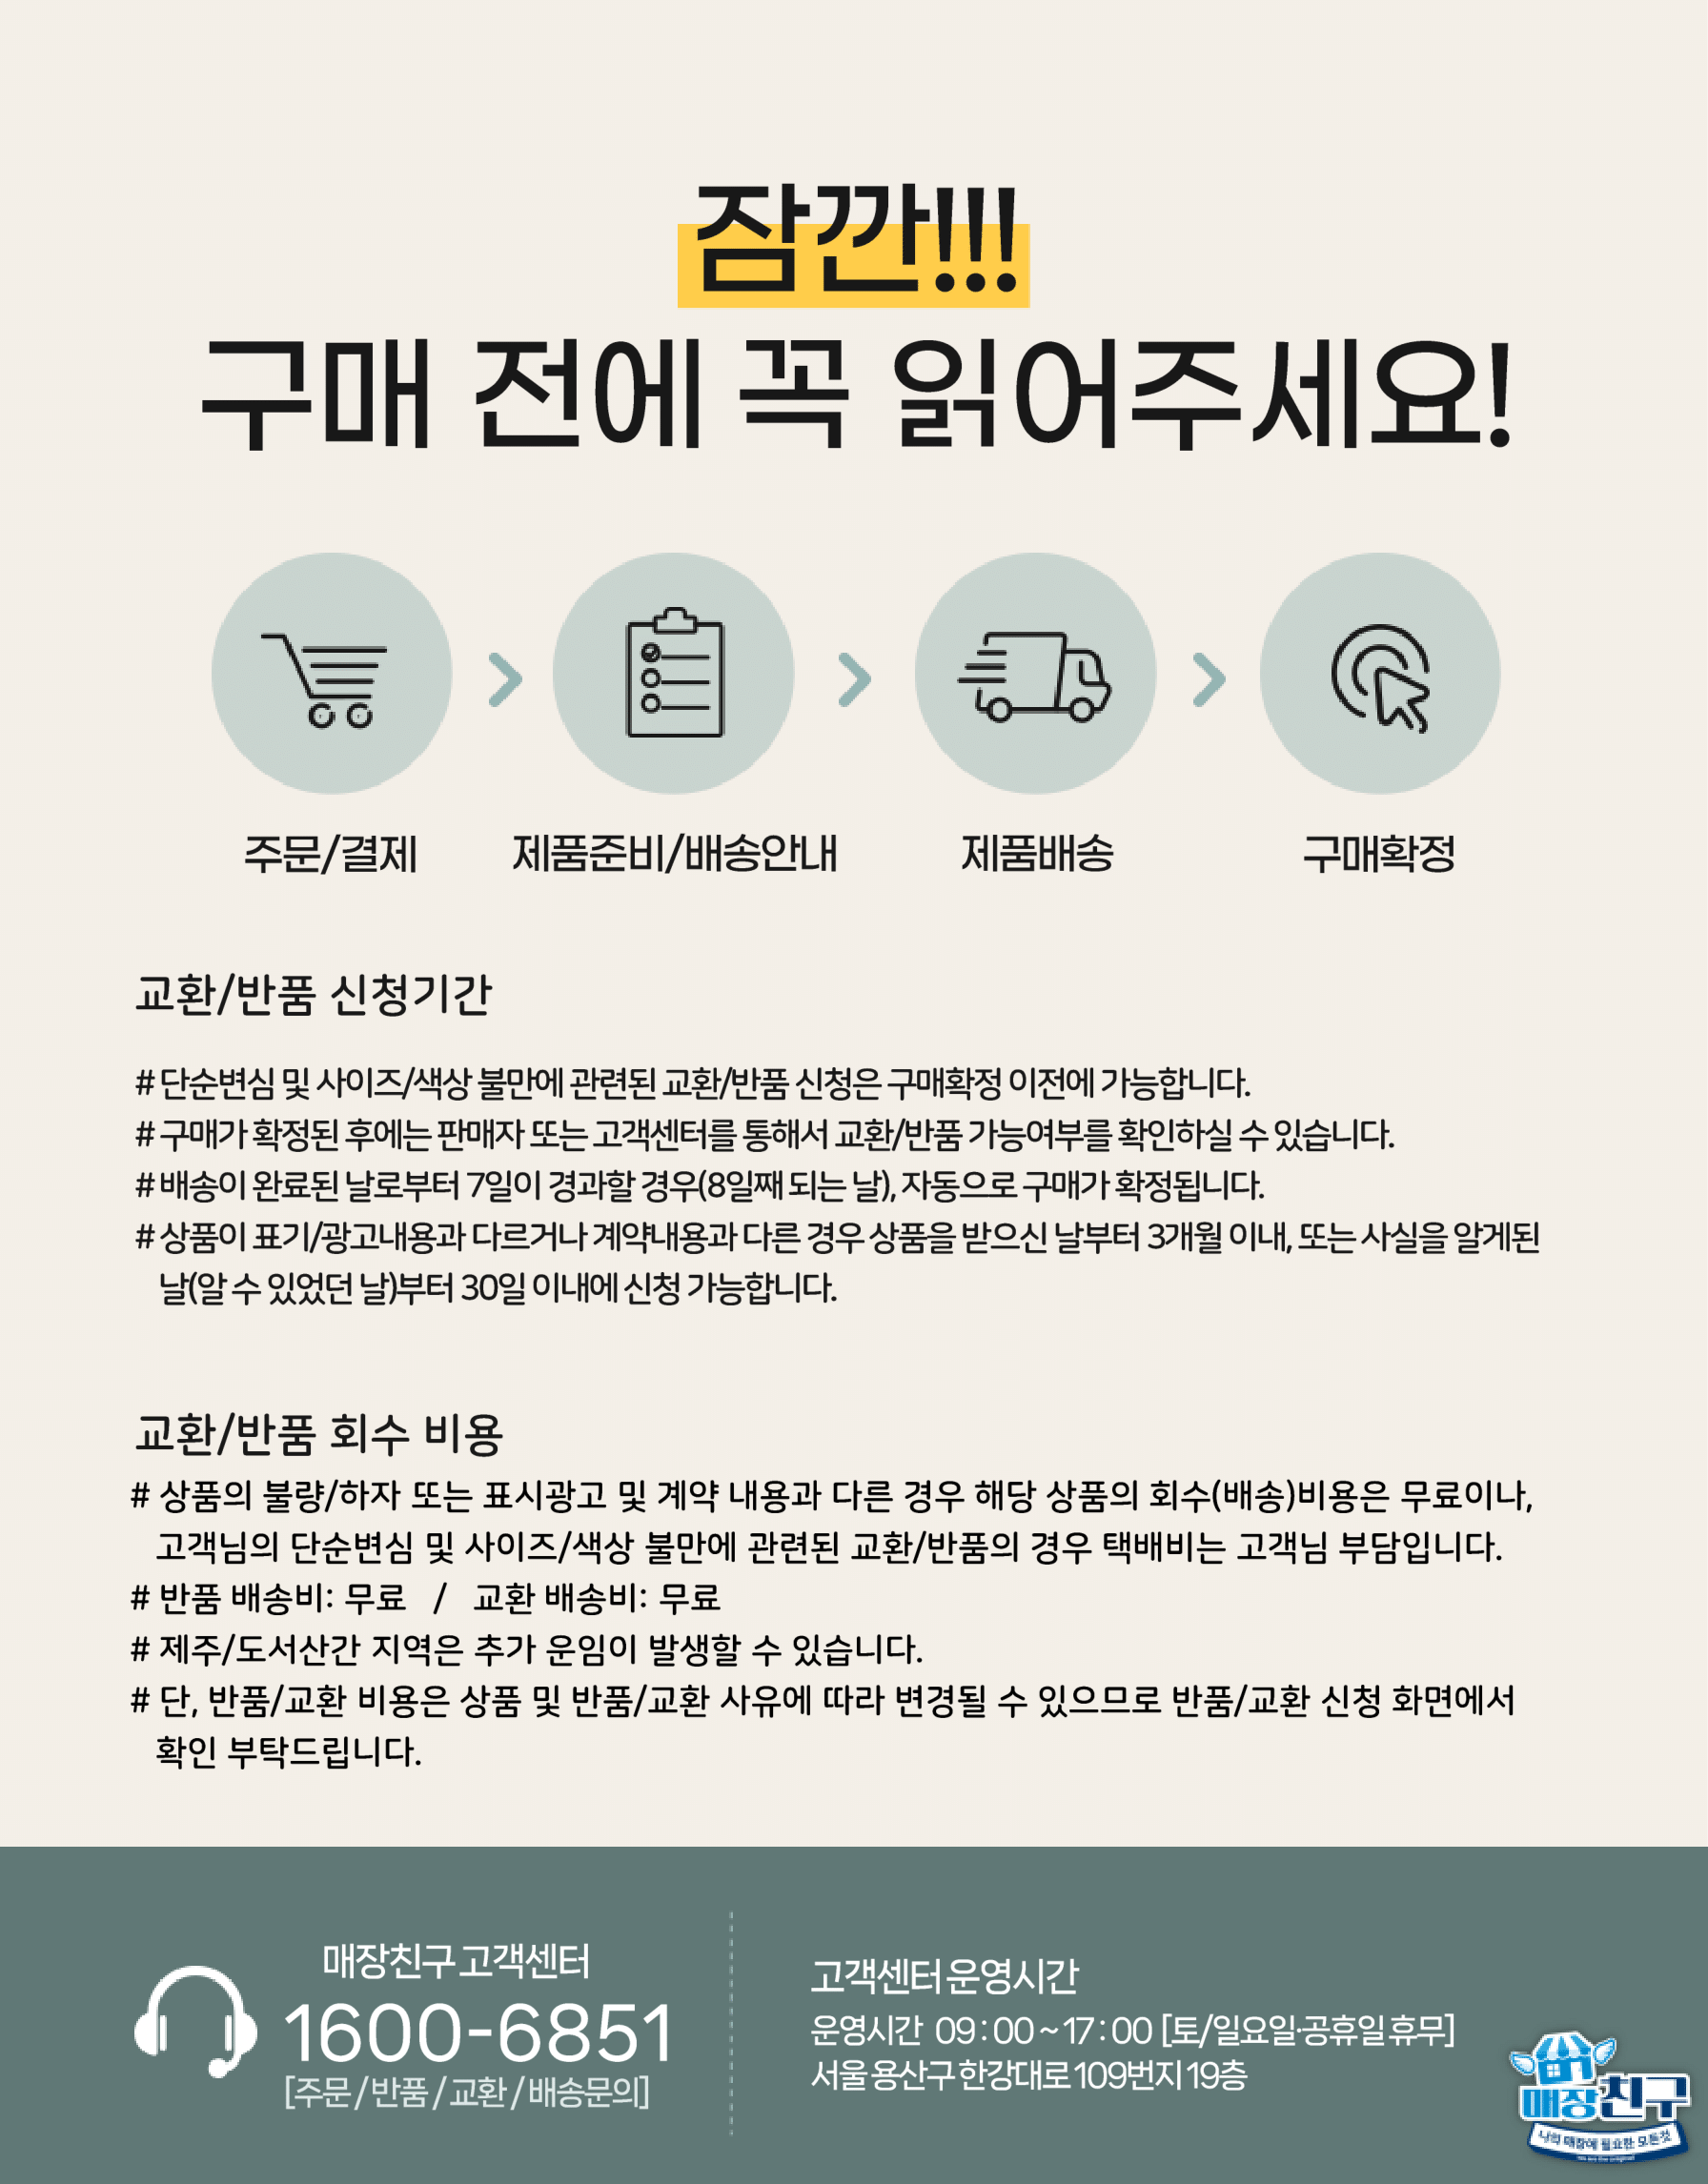 잠깐!!!
구매 전에 꼭 읽어주세요!
주문/결제
제품준비/배송안내
제품배송
구매확정
교환/반품 신청기간
# 단순변심 및 사이즈/색상 불만에 관련된 교환/반품 신청은 구매확정 이전에 가능합니다.
# 구매가 확정된 후에는 판매자 또는 고객센터를 통해서 교환/반품 가능여부를 확인하실 수 있습니다.
# 배송이 완료된 날로부터 7일이 경과할 경우(8일째 되는 날), 자동으로 구매가 확정됩니다.
# 상품이 표기/광고내용과 다르거나 계약내용과 다른 경우 상품을 받으신 날부터 3개월 이내, 또는 사실을 알게된
날(알 수 있었던 날)부터 30일 이내에 신청 가능합니다.
교환/반품 회수 비용
# 상품의 불량/하자 또는 표시광고 및 계약 내용과 다른 경우 해당 상품의 회수(배송)비용은 무료이나,
고객님의 단순변심 및 사이즈/색상 불만에 관련된 교환/반품의 경우 택배비는 고객님 부담입니다.
# 반품 배송비: 무료 / 교환 배송비: 무료
# 제주/도서산간 지역은 추가 운임이 발생할 수 있습니다.
# 단, 반품/교환 비용은 상품 및 반품/교환 사유에 따라 변경될 수 있으므로 반품/교환 신청 화면에서
확인 부탁드립니다.
매장친구 고객센터
1600-6851
[주문 / 반품 / 교환 / 배송문의]
고객센터 운영시간
운영시간 09 : 00 ~ 17 : 00 [토/일요일·공휴일 휴무]
서울 용산구 한강대로 109번지 19층
매장친구
나의 매장에 필요한 모든것